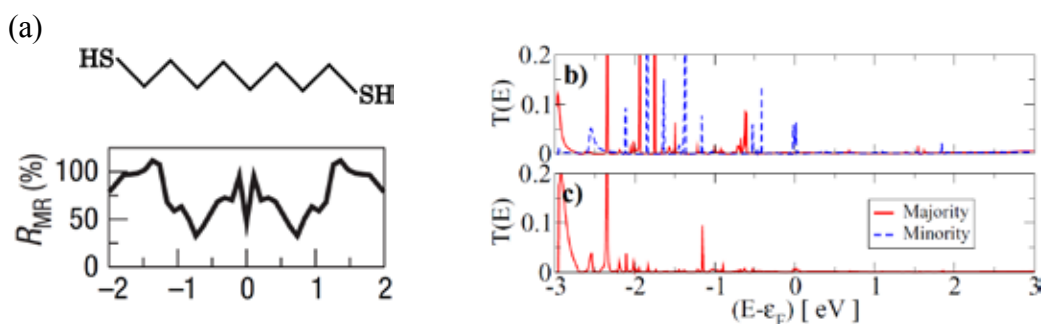 (a)
HS
SH
R_MR (%)
100
50
0
−2 −1 0 1 2
b)
T(E)
0.2
0.1
0
c)
T(E)
0.2
0.1
0
Majority
Minority
-3 -2 -1 0 1 2 3
(E-ε_F) [ eV ]